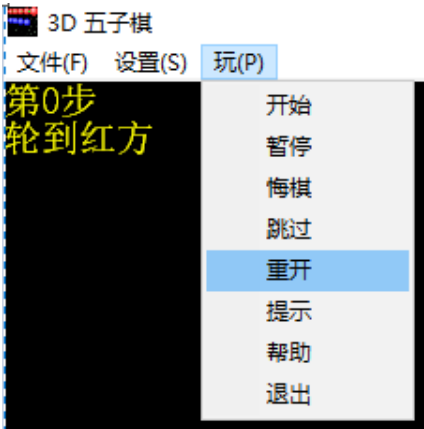 3D 五子棋
文件(F) 设置(S) 玩(P)
第0步
轮到红方
开始
暂停
悔棋
跳过
重开
提示
帮助
退出